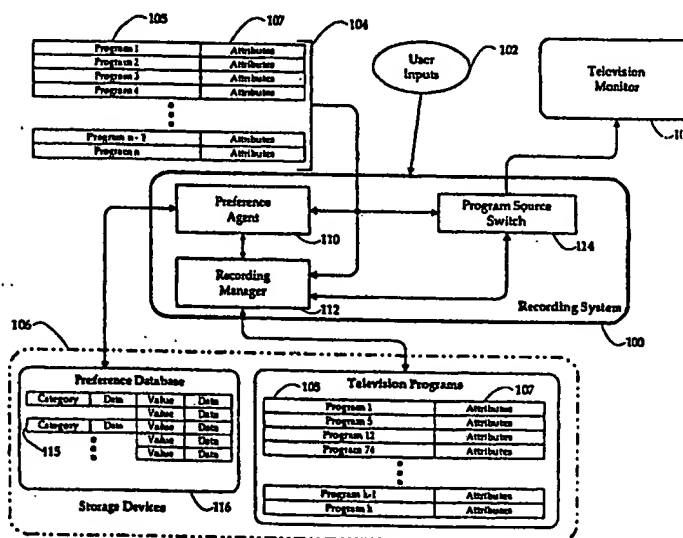 105
107
104
102
Program 1 Attributes
Program 2 Attributes
Program 3 Attributes
Program 4 Attributes
Program n - 1 Attributes
Program n Attributes
User
Inputs
Television
Monitor
10
Preference
Agent
110
Program Source
Switch
114
Recording
Manager
112
Recording System
100
106
Preference Database
Category Data Value Data
Value Data
Category Data Value Data
Value Data
Value Data
115
116
Storage Devices
Television Programs
105
107
Program 1 Attributes
Program 5 Attributes
Program 12 Attributes
Program 74 Attributes
Program k-1 Attributes
Program k Attributes